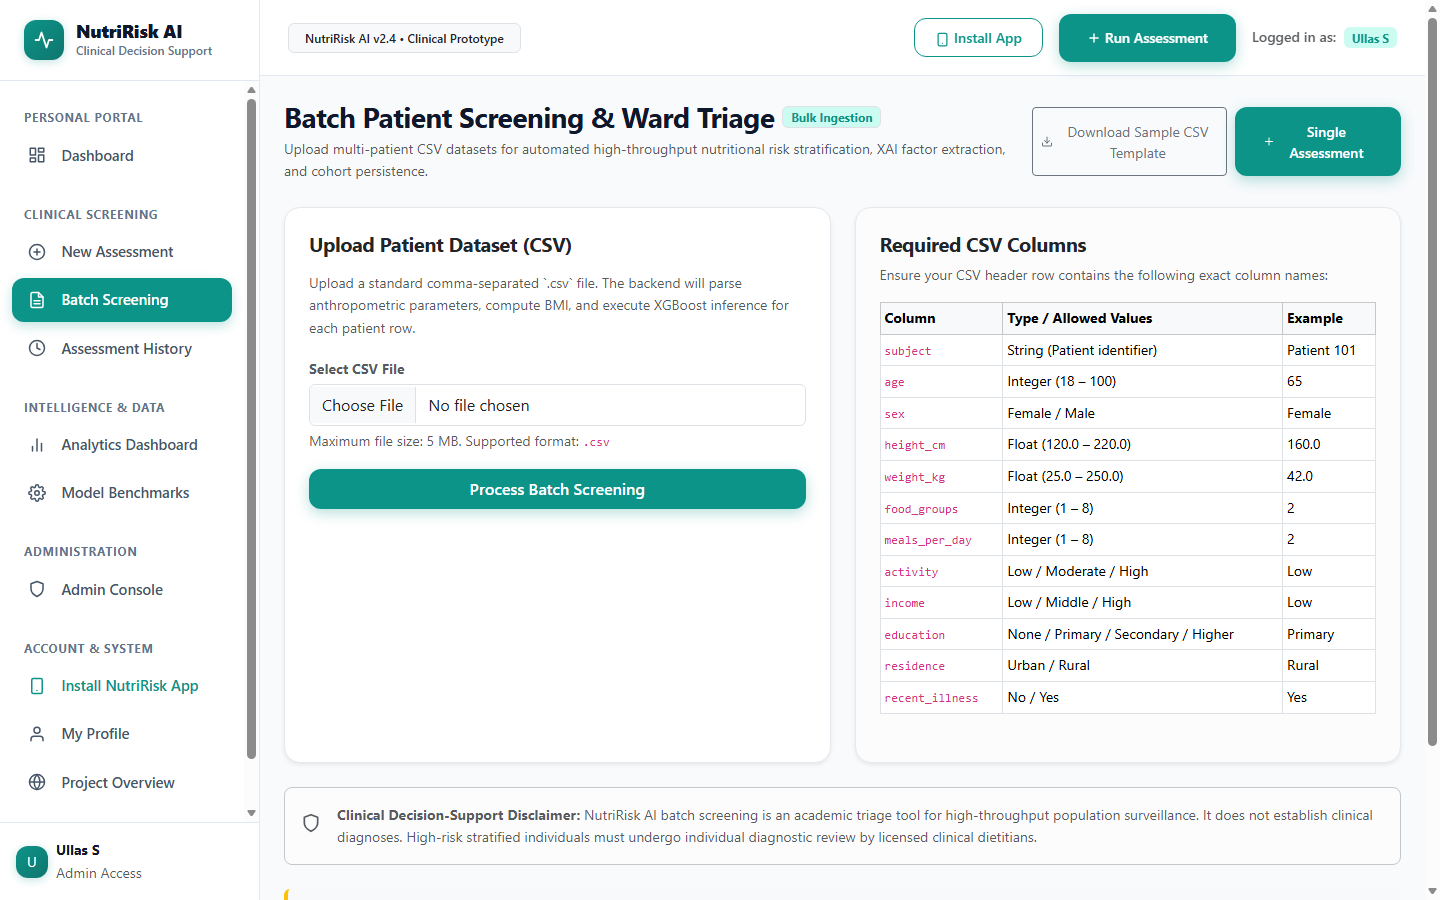 NutriRisk AI
Clinical Decision Support
PERSONAL PORTAL
Dashboard
CLINICAL SCREENING
New Assessment
Batch Screening
Assessment History
INTELLIGENCE & DATA
Analytics Dashboard
Model Benchmarks
ADMINISTRATION
Admin Console
ACCOUNT & SYSTEM
Install NutriRisk App
My Profile
Project Overview
U
Ullas S
Admin Access
NutriRisk AI v2.4 • Clinical Prototype
Install App
+ Run Assessment
Logged in as: Ullas S
Batch Patient Screening & Ward Triage Bulk Ingestion
Upload multi-patient CSV datasets for automated high-throughput nutritional risk stratification, XAI factor extraction,
and cohort persistence.
Download Sample CSV
Template
+ Single
Assessment
Upload Patient Dataset (CSV)
Upload a standard comma-separated `.csv` file. The backend will parse
anthropometric parameters, compute BMI, and execute XGBoost inference for
each patient row.
Select CSV File
Choose File No file chosen
Maximum file size: 5 MB. Supported format: .csv
Process Batch Screening
Required CSV Columns
Ensure your CSV header row contains the following exact column names:
Column Type / Allowed Values Example
subject String (Patient identifier) Patient 101
age Integer (18 – 100) 65
sex Female / Male Female
height_cm Float (120.0 – 220.0) 160.0
weight_kg Float (25.0 – 250.0) 42.0
food_groups Integer (1 – 8) 2
meals_per_day Integer (1 – 8) 2
activity Low / Moderate / High Low
income Low / Middle / High Low
education None / Primary / Secondary / Higher Primary
residence Urban / Rural Rural
recent_illness No / Yes Yes
Clinical Decision-Support Disclaimer: NutriRisk AI batch screening is an academic triage tool for high-throughput population surveillance. It does not establish clinical
diagnoses. High-risk stratified individuals must undergo individual diagnostic review by licensed clinical dietitians.